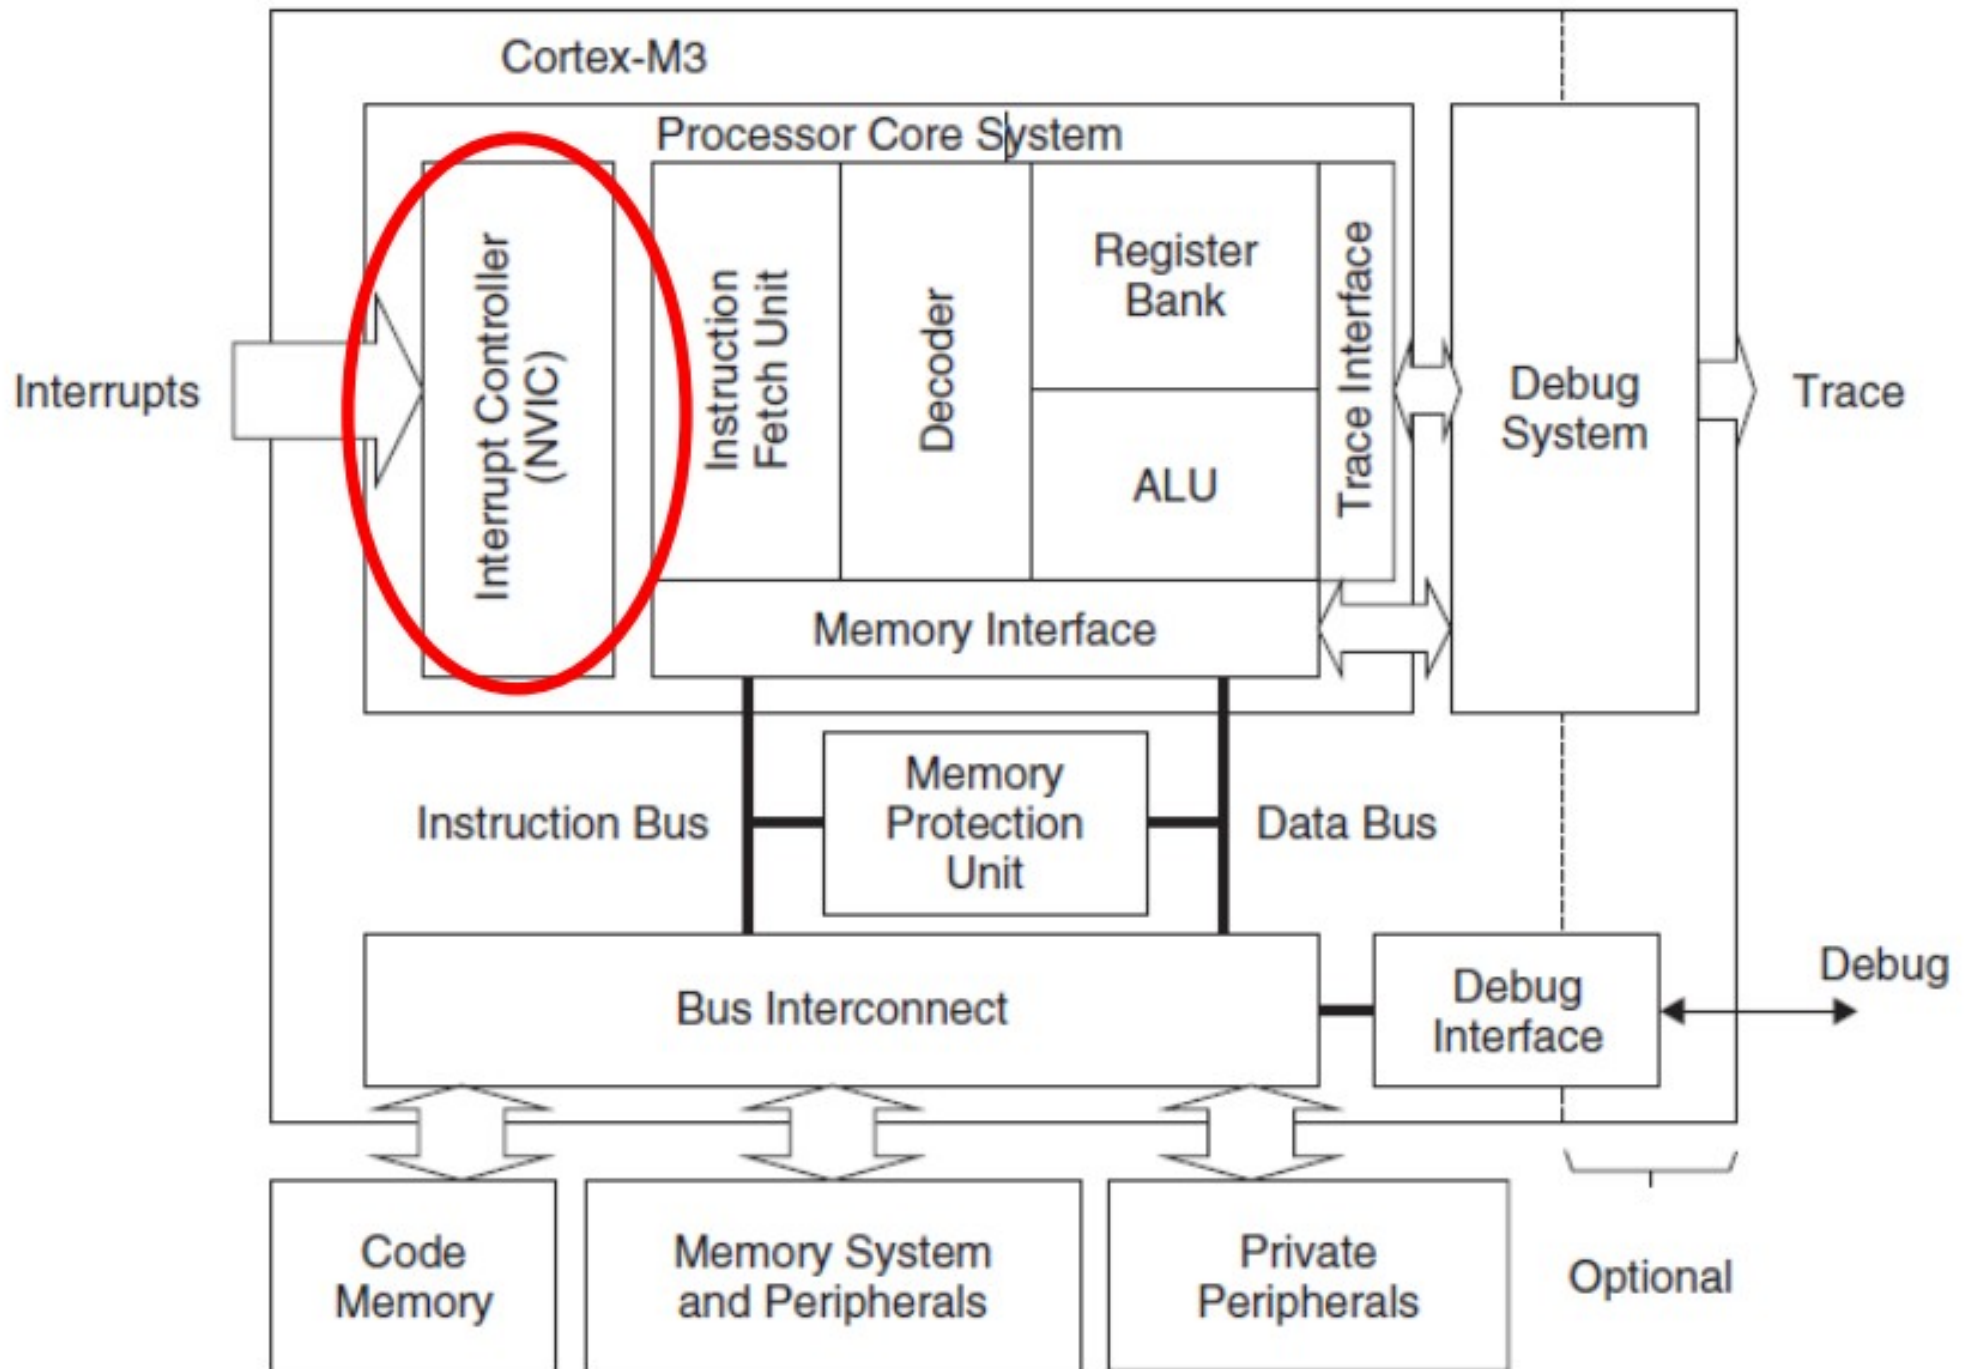 Cortex-M3
Processor Core System
Interrupts
Interrupt Controller
(NVIC)
Instruction
Fetch Unit
Decoder
Register
Bank
ALU
Trace Interface
Debug
System
Trace
Memory Interface
Instruction Bus
Memory
Protection
Unit
Data Bus
Bus Interconnect
Debug
Interface
Debug
Code
Memory
Memory System
and Peripherals
Private
Peripherals
Optional